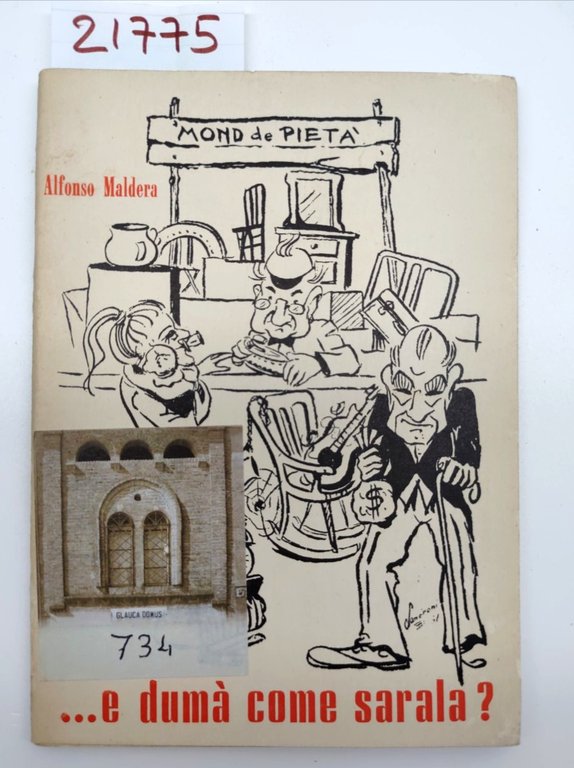 21775
MOND de PIETÀ
Alfonso Maldera
$
GLAUCA DOMUS
734
...e dumà come sarala?